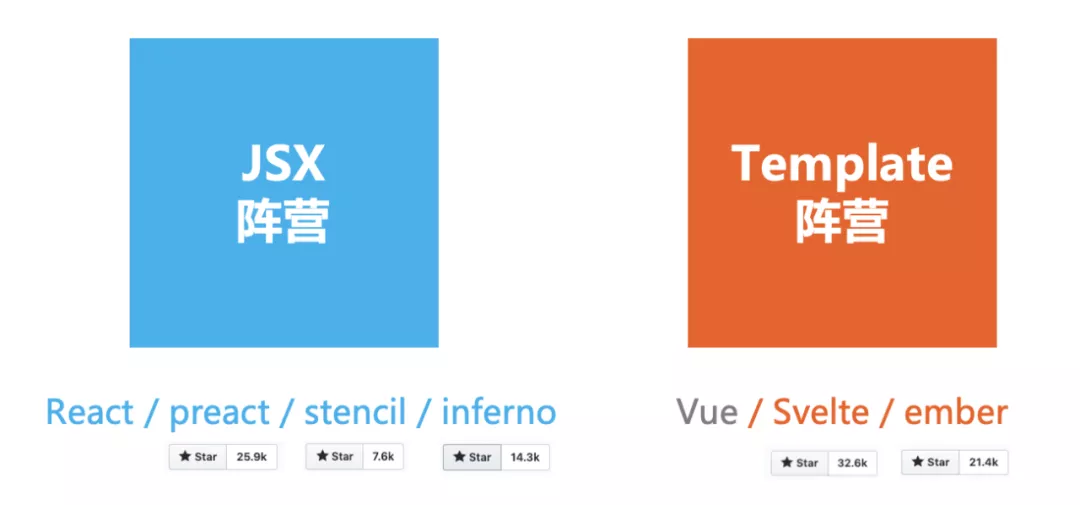 JSX
阵营
Template
阵营
React / preact / stencil / inferno
Vue / Svelte / ember
★ Star 25.9k
★ Star 7.6k
★ Star 14.3k
★ Star 32.6k
★ Star 21.4k